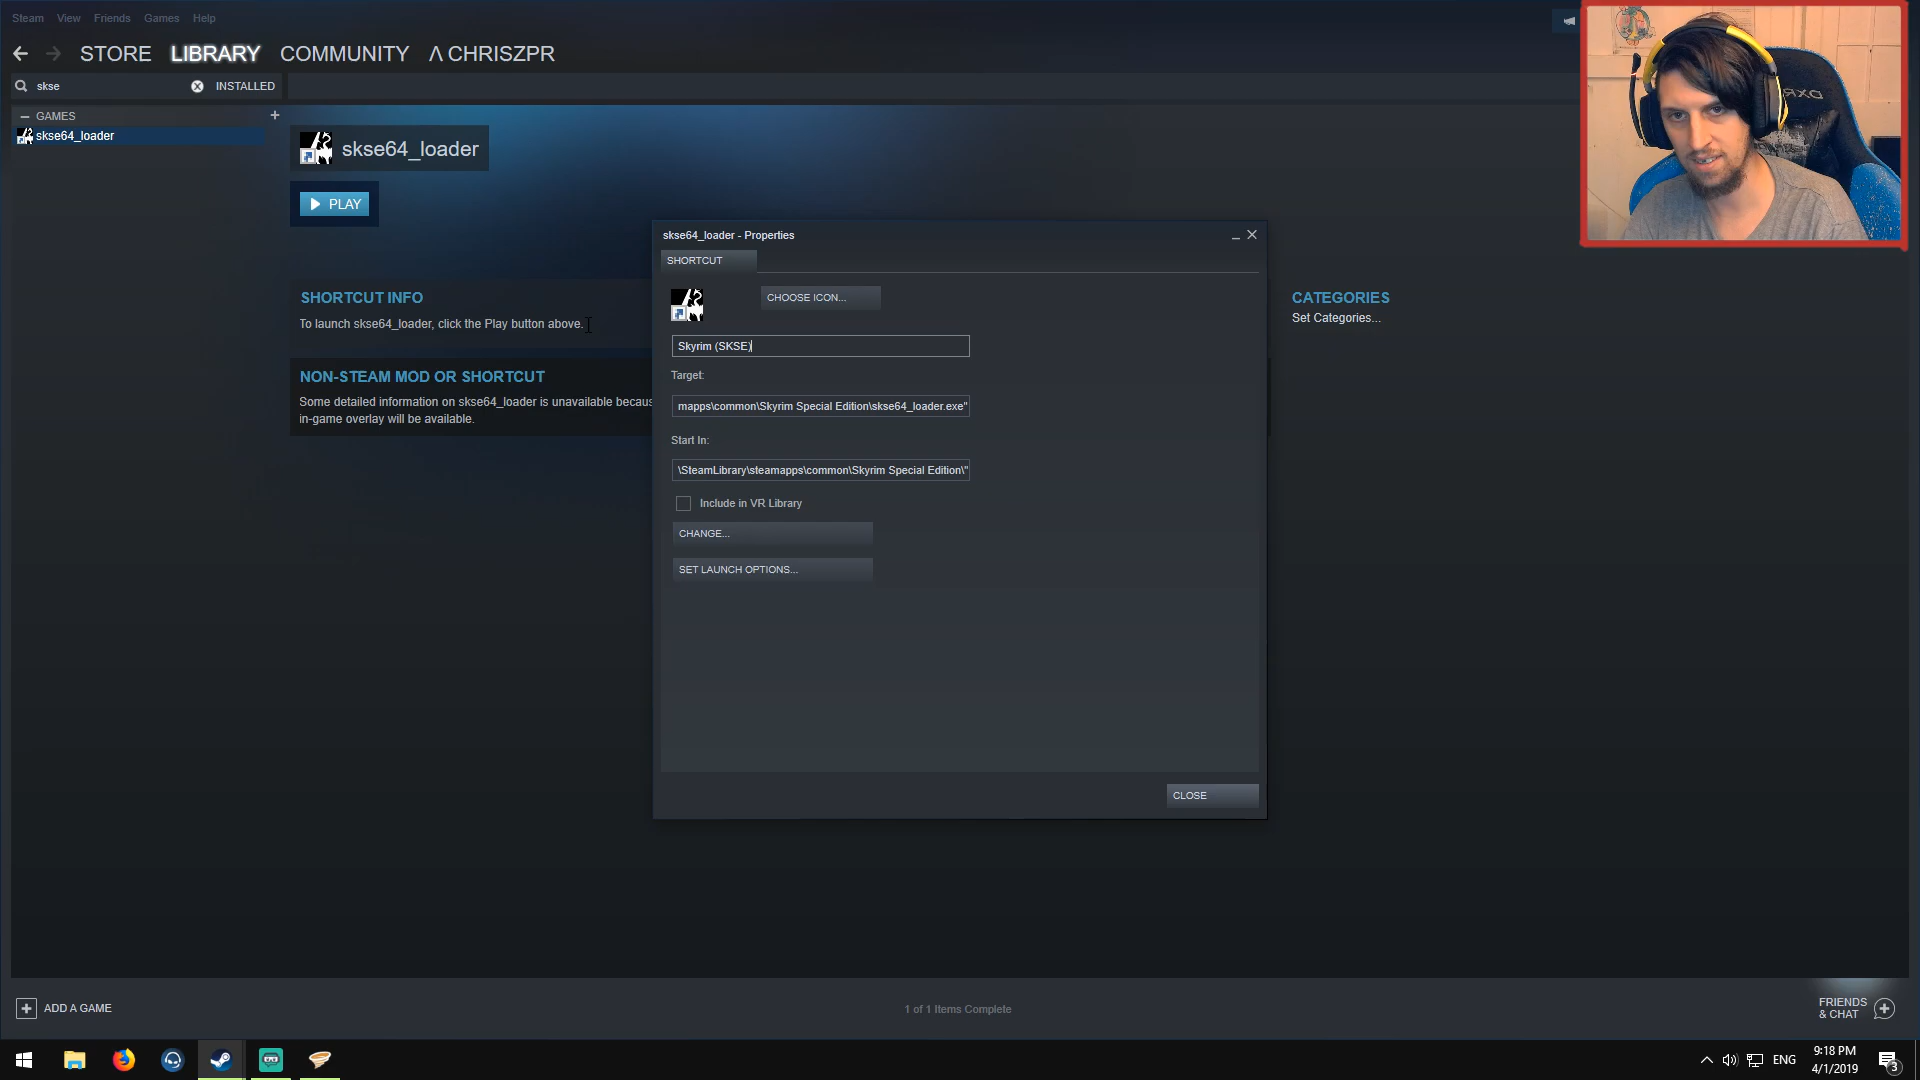 Steam View Friends Games Help
STORE LIBRARY COMMUNITY Λ CHRISZPR
skse INSTALLED
GAMES
skse64_loader
skse64_loader
PLAY
SHORTCUT INFO
To launch skse64_loader, click the Play button above.
NON-STEAM MOD OR SHORTCUT
Some detailed information on skse64_loader is unavailable becau
in-game overlay will be available.
skse64_loader - Properties
SHORTCUT
CHOOSE ICON...
Skyrim (SKSE)
Target:
mapps\common\Skyrim Special Edition\skse64_loader.exe"
Start In:
\SteamLibrary\steamapps\common\Skyrim Special Edition\"
Include in VR Library
CHANGE...
SET LAUNCH OPTIONS...
CLOSE
CATEGORIES
Set Categories...
DXR
ADD A GAME
1 of 1 Items Complete
FRIENDS
& CHAT
ENG
9:18 PM
4/1/2019
3